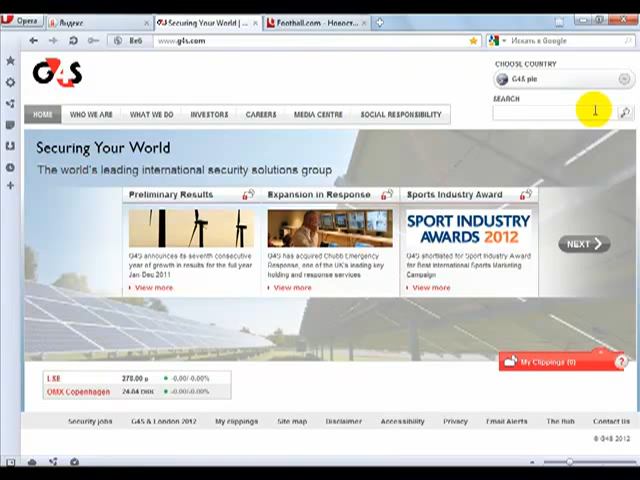 Opera
Яндекс
Securing Your World | ...
Football.com - Новост...
Веб
www.g4s.com
Искать в Google
G4S
CHOOSE COUNTRY
G4S plc
SEARCH
HOME
WHO WE ARE
WHAT WE DO
INVESTORS
CAREERS
MEDIA CENTRE
SOCIAL RESPONSIBILITY
Securing Your World
The world's leading international security solutions group
Preliminary Results
Expansion in Response
Sports Industry Award
SPORT INDUSTRY
AWARDS 2012
G4S announces its seventh consecutive
year of growth in results for the full year
Jan-Dec 2011
View more
G4S has acquired Chubb Emergency
Response, one of the UK's leading key
holding and response services
View more
G4S shortlisted for Sport Industry Award
for Best International Sports Marketing
Campaign
View more
NEXT
My Clippings (0)
?
LSE 278.00 p -0.00/-0.00%
OMX Copenhagen 24.64 DKK -0.00/-0.00%
Security jobs
G4S & London 2012
My clippings
Site map
Disclaimer
Accessibility
Privacy
Email Alerts
The Hub
Contact Us
© G4S 2012